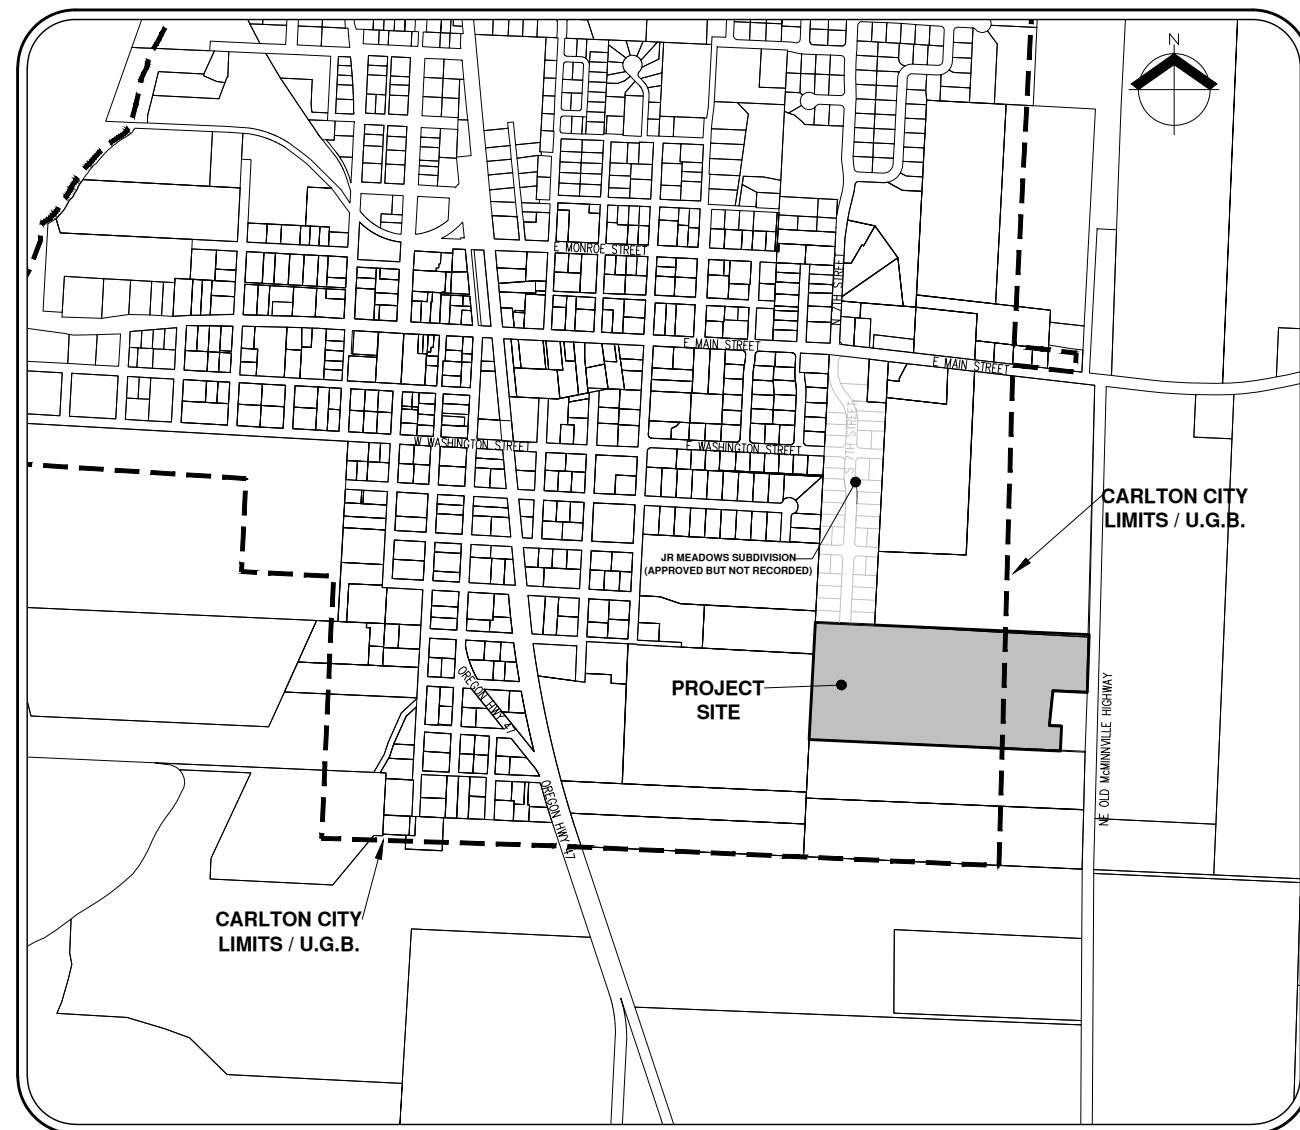 N
E MONROE STREET
N 7TH STREET
E MAIN STREET
E MAIN STREET
S 7TH STREET
W WASHINGTON STREET
E WASHINGTON STREET
CARLTON CITY
LIMITS / U.G.B.
JR MEADOWS SUBDIVISION
(APPROVED BUT NOT RECORDED)
PROJECT
SITE
OREGON HWY 47
NE OLD McMINNVILLE HIGHWAY
OREGON HWY 47
CARLTON CITY
LIMITS / U.G.B.